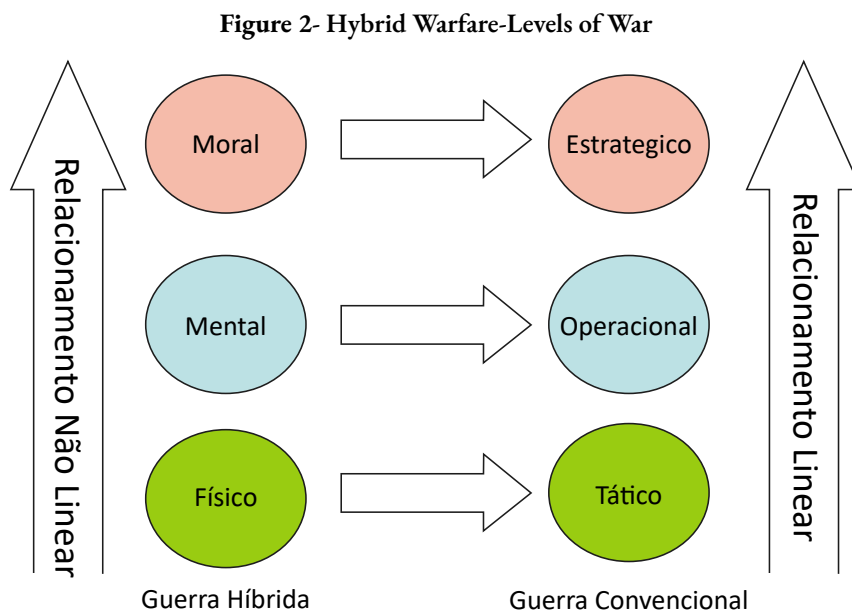 Figure 2- Hybrid Warfare-Levels of War
Relacionamento Não Linear
Moral
Estrategico
Relacionamento Linear
Mental
Operacional
Físico
Tático
Guerra Híbrida
Guerra Convencional